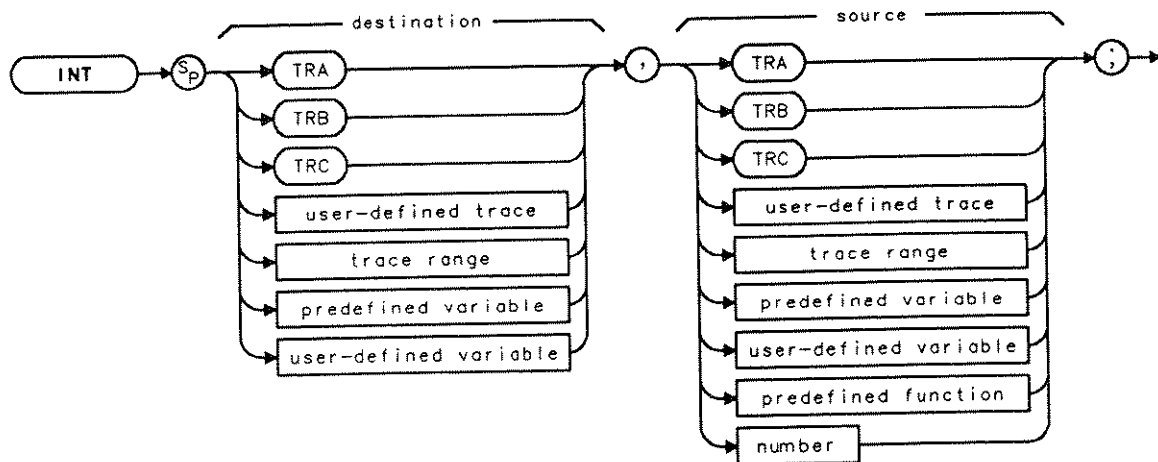 destination
source
INT
Sp
TRA
,
TRA
;
TRB
TRB
TRC
TRC
user-defined trace
user-defined trace
trace range
trace range
predefined variable
predefined variable
user-defined variable
user-defined variable
predefined function
number